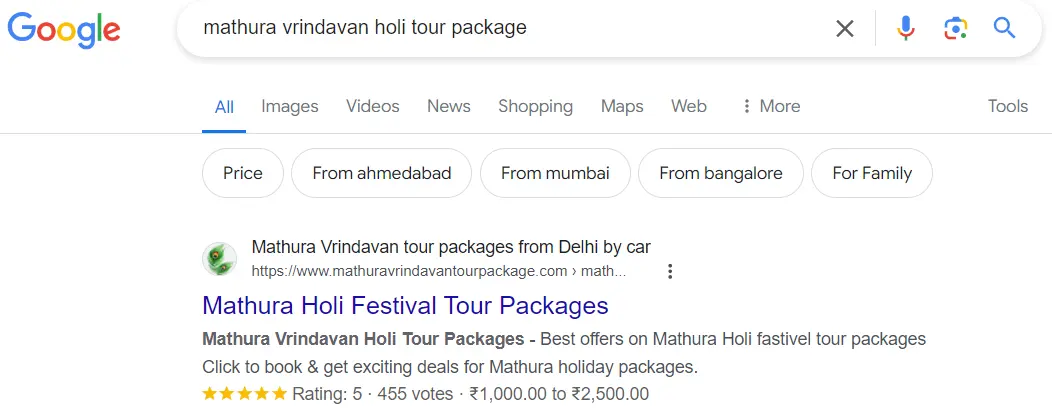 Google
mathura vrindavan holi tour package
All Images Videos News Shopping Maps Web More Tools
Price From ahmedabad From mumbai From bangalore For Family
Mathura Vrindavan tour packages from Delhi by car
https://www.mathuravrindavantourpackage.com › math...
Mathura Holi Festival Tour Packages
Mathura Vrindavan Holi Tour Packages - Best offers on Mathura Holi fastivel tour packages
Click to book & get exciting deals for Mathura holiday packages.
Rating: 5 · 455 votes · ₹1,000.00 to ₹2,500.00